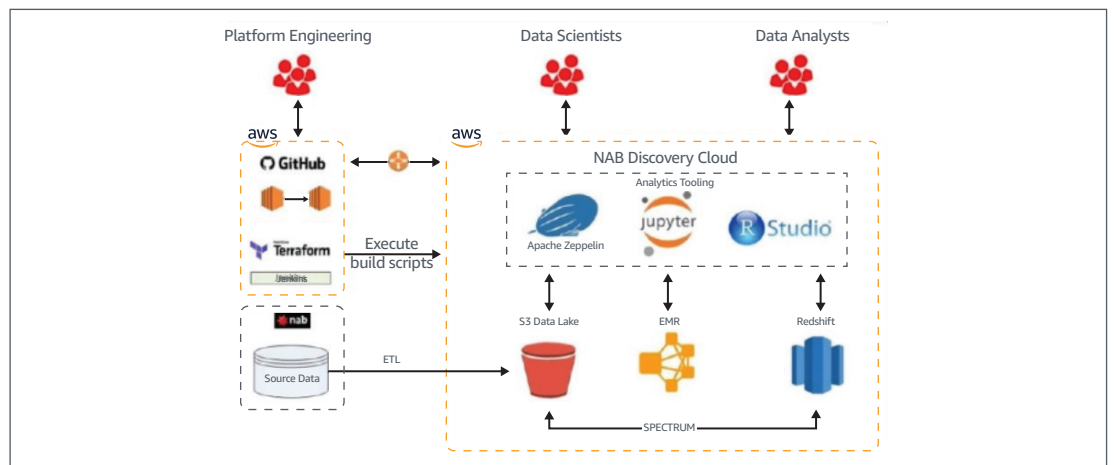 Platform Engineering
Data Scientists
Data Analysts
aws
aws
GitHub
NAB Discovery Cloud
Analytics Tooling
Apache Zeppelin
jupyter
R Studio
Terraform
Jenkins
Execute
build scripts
nab
Source Data
ETL
S3 Data Lake
EMR
Redshift
SPECTRUM